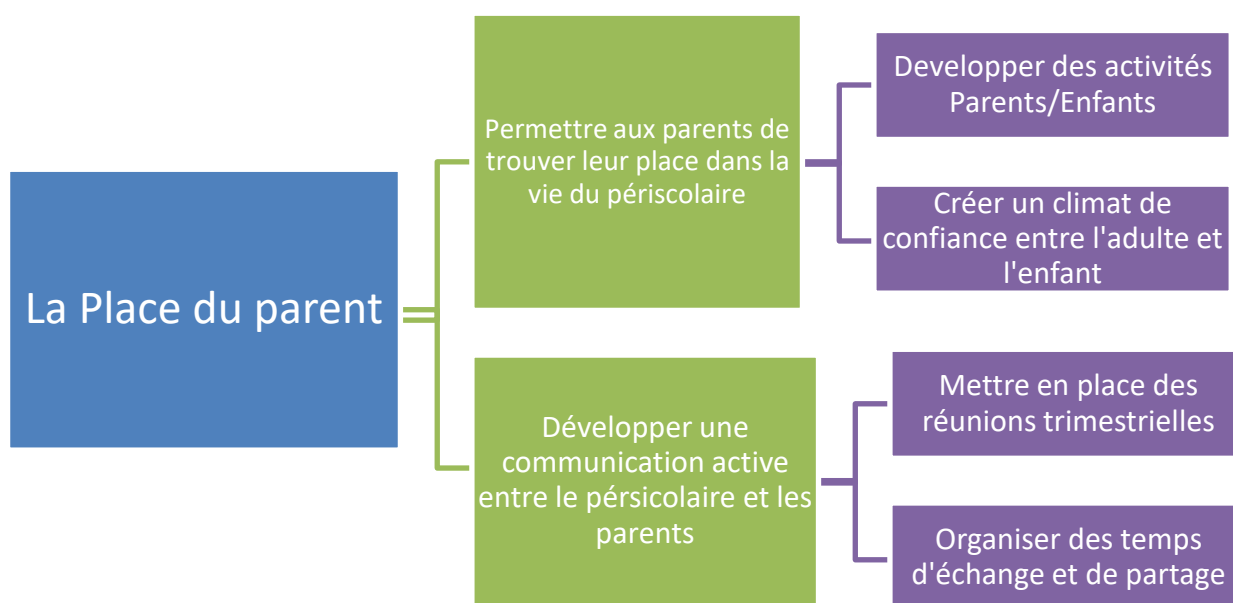 La Place du parent
Permettre aux parents de
trouver leur place dans la
vie du périscolaire
Developper des activités
Parents/Enfants
Créer un climat de
confiance entre l'adulte et
l'enfant
Développer une
communication active
entre le pérsicolaire et les
parents
Mettre en place des
réunions trimestrielles
Organiser des temps
d'échange et de partage